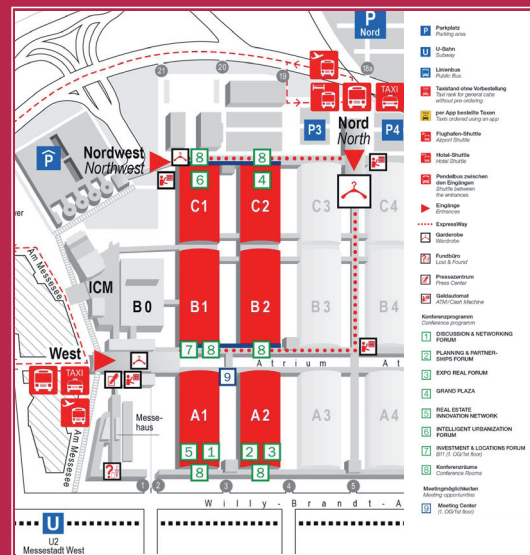 P
Nord
21
20
19
18a
TAXI
P3
Nord
North
P4
P
Nordwest
Northwest
8
8
6
4
C1
C2
C3
C4
Am Messesee
ICM
B0
B1
B2
B3
B4
West
7
8
8
Atrium
At
TAXI
9
Messe-
haus
A1
A2
A3
A4
5
1
2
3
8
8
Am Messesee
1
2
3
4
5
Willy-Brandt-A
U
U2
Messestadt West
P
Parkplatz
Parking area
U
U-Bahn
Subway
Linienbus
Public Bus
TAXI
Taxistand ohne Vorbestellung
Taxi rank for general cabs
without pre-ordering
per App bestellte Taxen
Taxis ordered using an app
Flughafen-Shuttle
Airport Shuttle
Hotel-Shuttle
Hotel Shuttle
Pendelbus zwischen
den Eingängen
Shuttle between
the entrances
Eingänge
Entrances
ExpressWay
Garderobe
Wardrobe
Fundbüro
Lost & Found
Pressezentrum
Press Center
Geldautomat
ATM/Cash Machine
Konferenzprogramm
Conference programm
1 DISCUSSION & NETWORKING
FORUM
2 PLANNING & PARTNER-
SHIPS FORUM
3 EXPO REAL FORUM
4 GRAND PLAZA
5 REAL ESTATE
INNOVATION NETWORK
6 INTELLIGENT URBANIZATION
FORUM
7 INVESTMENT & LOCATIONS FORUM
B11 (1. OG/1st floor)
8 Konferenzräume
Conference Rooms
Meetingmöglichkeiten
Meeting opportunities
9 Meeting Center
(1. OG/1st floor)